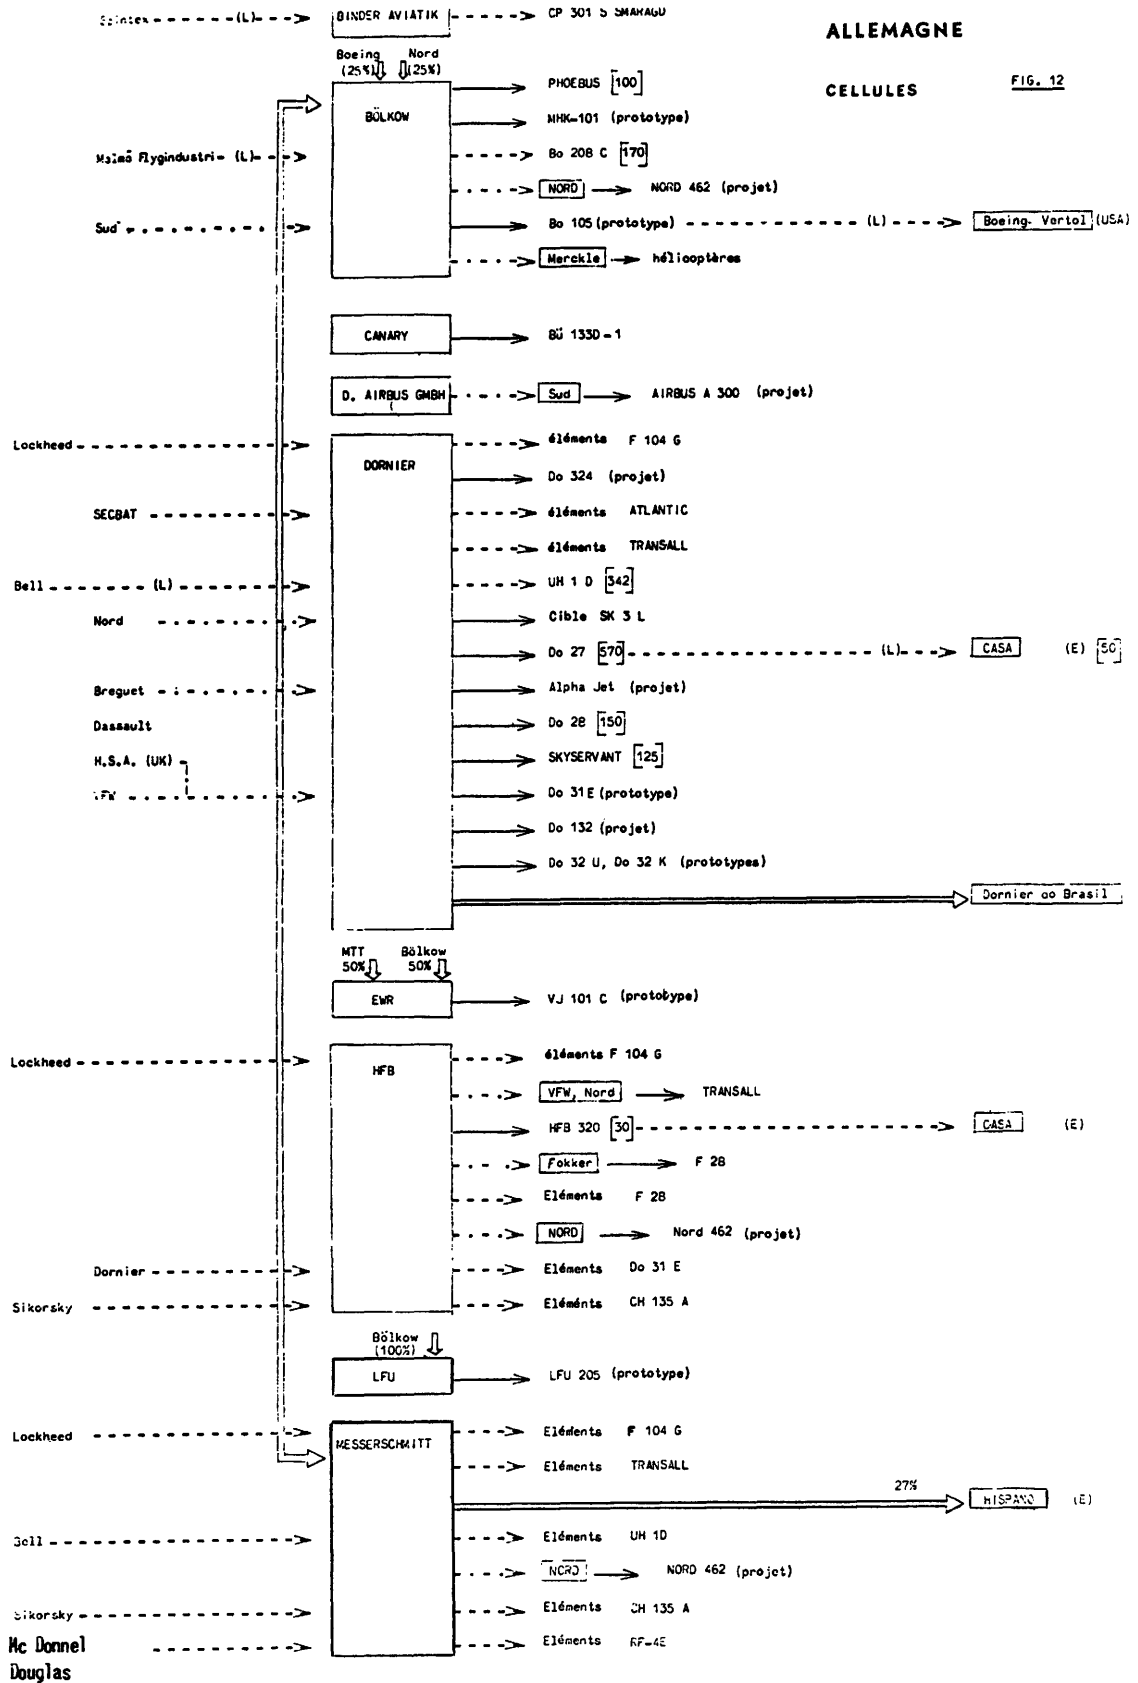 (L) BINDER AVIATIK CP 301 S SMARAGD
ALLEMAGNE
Boeing (25%) Nord (25%)
CELLULES
FIG. 12
BÖLKOW
PHOEBUS [100]
MHK-101 (prototype)
Malmö Flygindustri (L) Bo 208 C [170]
NORD NORD 462 (projet)
Sud Bo 105 (prototype) (L) Boeing-Vertol (USA)
Merckle hélicoptères
CANARY BÜ 133D-1
D. AIRBUS GMBH Sud AIRBUS A 300 (projet)
Lockheed éléments F 104 G
DORNIER
Do 324 (projet)
SECBAT éléments ATLANTIC
éléments TRANSALL
Bell (L) UH 1 D [342]
Nord Cible SK 3 L
Do 27 [570] (L) CASA (E) [50]
Breguet Alpha Jet (projet)
Dassault Do 28 [150]
H.S.A. (UK) SKYSERVANT [125]
VFW Do 31 E (prototype)
Do 132 (projet)
Do 32 U, Do 32 K (prototypes)
Dornier do Brasil
MTT 50% Bölkow 50%
EWR VJ 101 C (prototype)
Lockheed éléments F 104 G
HFB
VFW, Nord TRANSALL
HFB 320 [30] CASA (E)
Fokker F 28
Eléments F 28
NORD Nord 462 (projet)
Dornier Eléments Do 31 E
Sikorsky Eléménts CH 135 A
Bölkow (100%)
LFU LFU 205 (prototype)
Lockheed Eléments F 104 G
MESSERSCHMITT
Eléments TRANSALL
27% HISPANO (E)
Bell Eléments UH 1D
NORD NORD 462 (projet)
Sikorsky Eléments CH 135 A
Mc Donnel Eléments RF-4E
Douglas